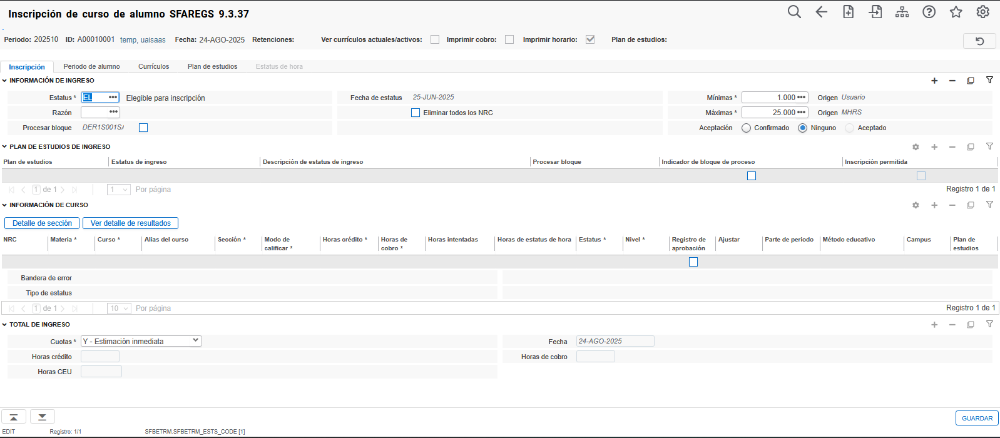 Inscripción de curso de alumno SFAREGS 9.3.37
Periodo: 202510 ID: A00010001 temp, uaisaas Fecha: 24-AGO-2025 Retenciones: Ver currículos actuales/activos: Imprimir cobro: Imprimir horario: Plan de estudios:
Inscripción Periodo de alumno Currículos Plan de estudios Estatus de hora
INFORMACIÓN DE INGRESO
Estatus * EL Elegible para inscripción Fecha de estatus 25-JUN-2025 Mínimas * 1.000 Origen Usuario
Razón Eliminar todos los NRC Máximas * 25.000 Origen MHRS
Procesar bloque DER1S001SA Aceptación Confirmado Ninguno Aceptado
PLAN DE ESTUDIOS DE INGRESO
Plan de estudios Estatus de ingreso Descripción de estatus de ingreso Procesar bloque Indicador de bloque de proceso Inscripción permitida
1 de 1 1 Por página Registro 1 de 1
INFORMACIÓN DE CURSO
Detalle de sección Ver detalle de resultados
NRC Materia * Curso * Alias del curso Sección * Modo de calificar * Horas crédito * Horas de cobro * Horas intentadas Horas de estatus de hora Estatus * Nivel * Registro de aprobación Ajustar Parte de periodo Método educativo Campus Plan de estudios
Bandera de error
Tipo de estatus
1 de 1 10 Por página Registro 1 de 1
TOTAL DE INGRESO
Cuotas * Y - Estimación inmediata Fecha 24-AGO-2025
Horas crédito Horas de cobro
Horas CEU
GUARDAR
EDIT Registro: 1/1 SFBETRM.SFBETRM_ESTS_CODE [1]